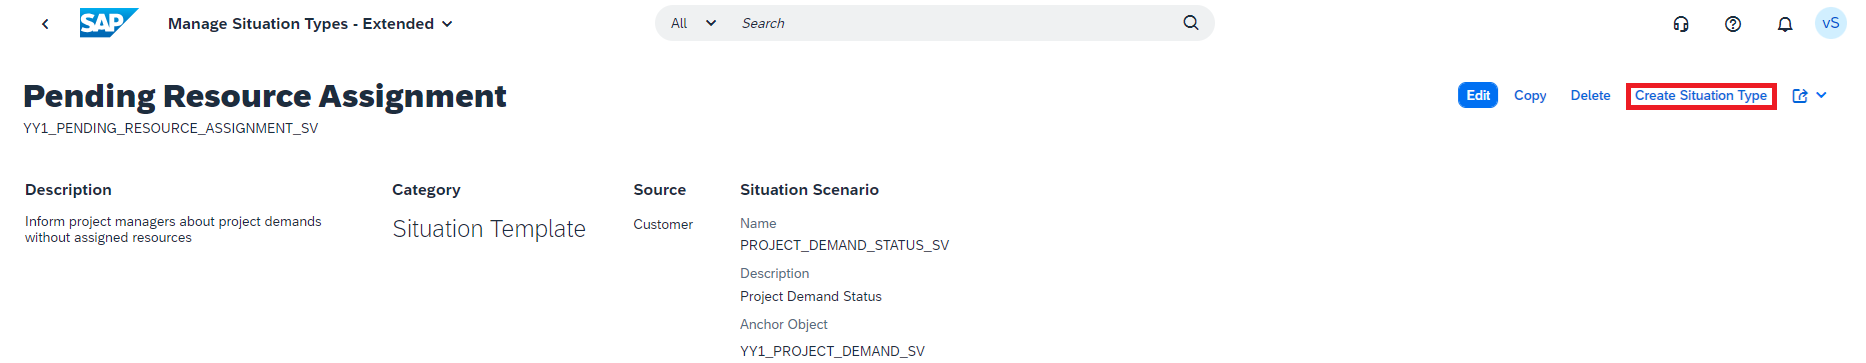 SAP Manage Situation Types - Extended
All Search
vS
Pending Resource Assignment
YY1_PENDING_RESOURCE_ASSIGNMENT_SV
Edit Copy Delete Create Situation Type
Description
Inform project managers about project demands
without assigned resources
Category
Situation Template
Source
Customer
Situation Scenario
Name
PROJECT_DEMAND_STATUS_SV
Description
Project Demand Status
Anchor Object
YY1_PROJECT_DEMAND_SV